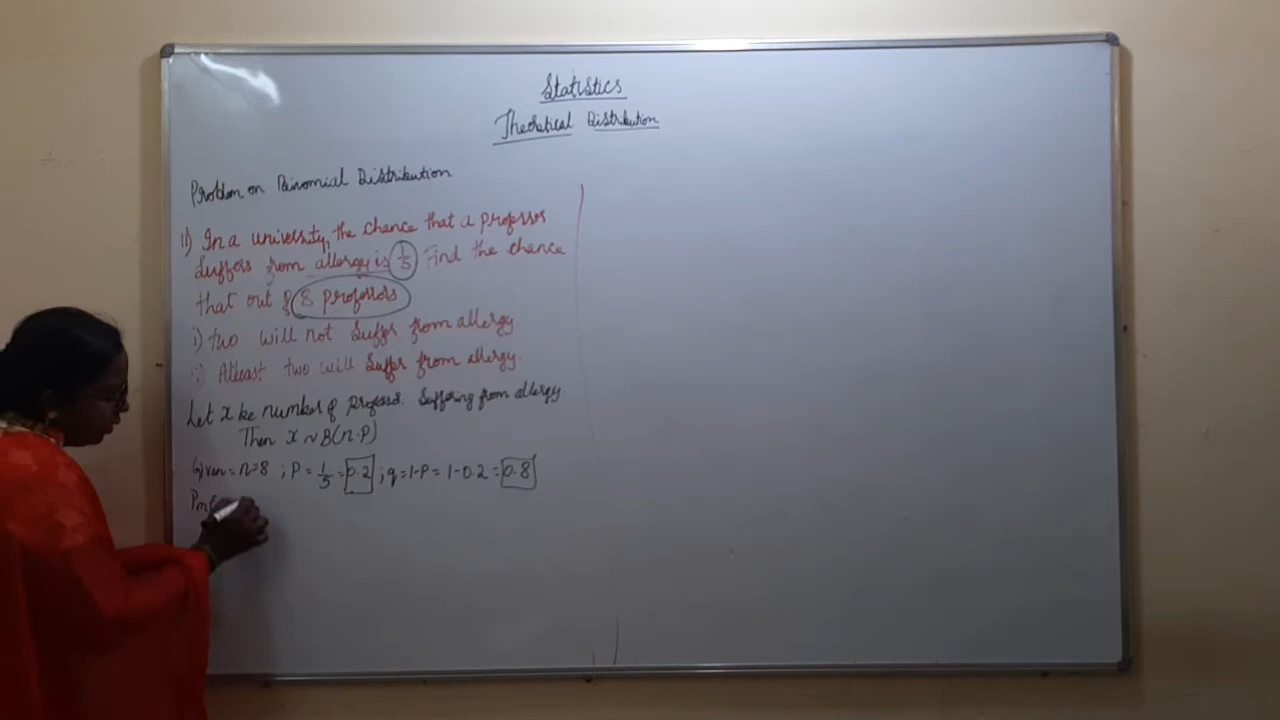 Statistics
Theoretical Distribution
Problem on Binomial Distribution
11) In a university, the chance that a professor
suffers from allergy is 1/5 Find the chance
that out of 8 professors
i) two will not suffer from allergy.
ii) Atleast two will suffer from allergy.
Let x be number of professor suffering from allergy.
Then x ~ B(n.p)
Given = n=8 ; P = 1/5 = 0.2 ; q = 1-P = 1-0.2 = 0.8